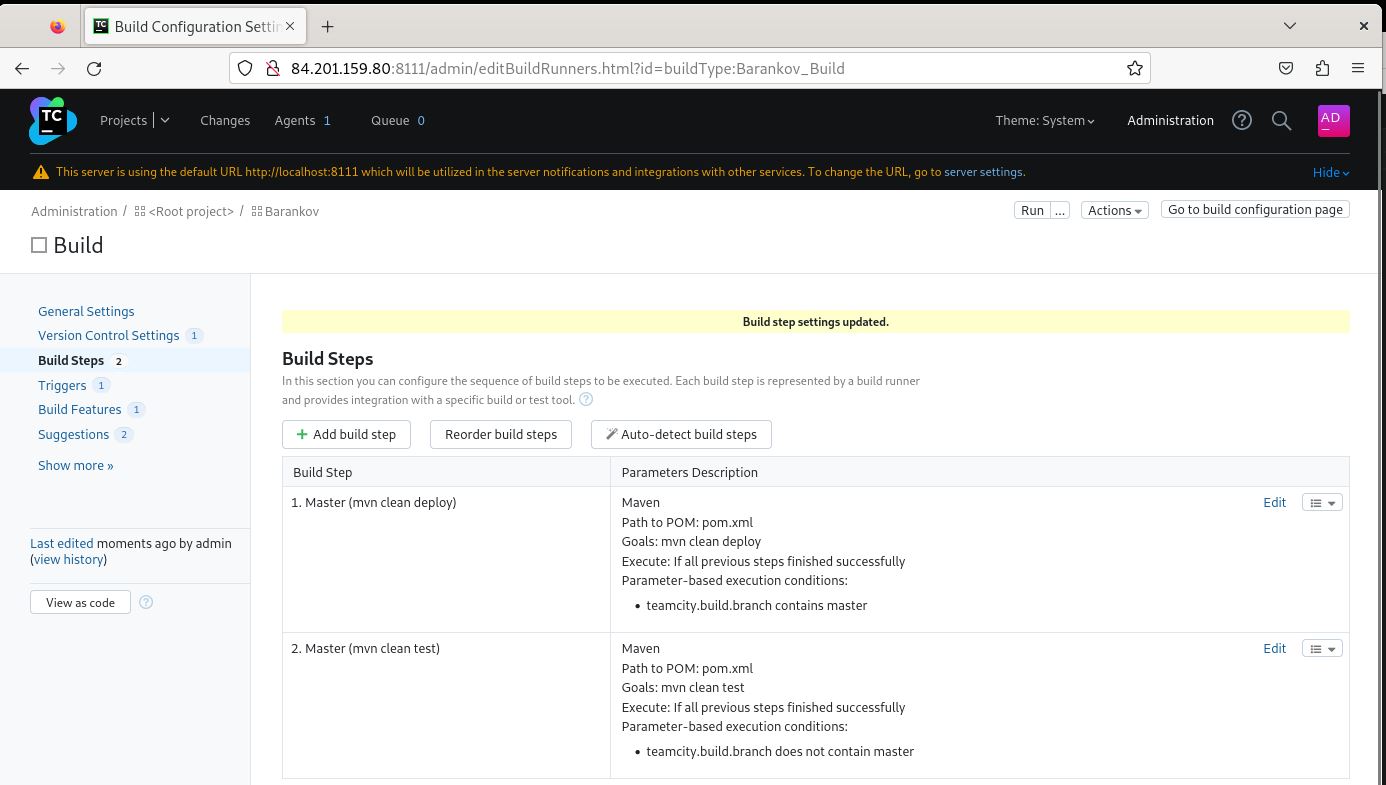 Build Configuration Settin
84.201.159.80:8111/admin/editBuildRunners.html?id=buildType:Barankov_Build
TC
Projects
Changes
Agents 1
Queue 0
Theme: System
Administration
AD
This server is using the default URL http://localhost:8111 which will be utilized in the server notifications and integrations with other services. To change the URL, go to server settings.
Hide
Administration / <Root project> / Barankov
Run ...
Actions
Go to build configuration page
Build
General Settings
Version Control Settings 1
Build Steps 2
Triggers 1
Build Features 1
Suggestions 2
Show more »
Last edited moments ago by admin
(view history)
View as code
Build step settings updated.
Build Steps
In this section you can configure the sequence of build steps to be executed. Each build step is represented by a build runner
and provides integration with a specific build or test tool.
Add build step
Reorder build steps
Auto-detect build steps
Build Step
Parameters Description
1. Master (mvn clean deploy)
Maven
Edit
Path to POM: pom.xml
Goals: mvn clean deploy
Execute: If all previous steps finished successfully
Parameter-based execution conditions:
• teamcity.build.branch contains master
2. Master (mvn clean test)
Maven
Edit
Path to POM: pom.xml
Goals: mvn clean test
Execute: If all previous steps finished successfully
Parameter-based execution conditions:
• teamcity.build.branch does not contain master